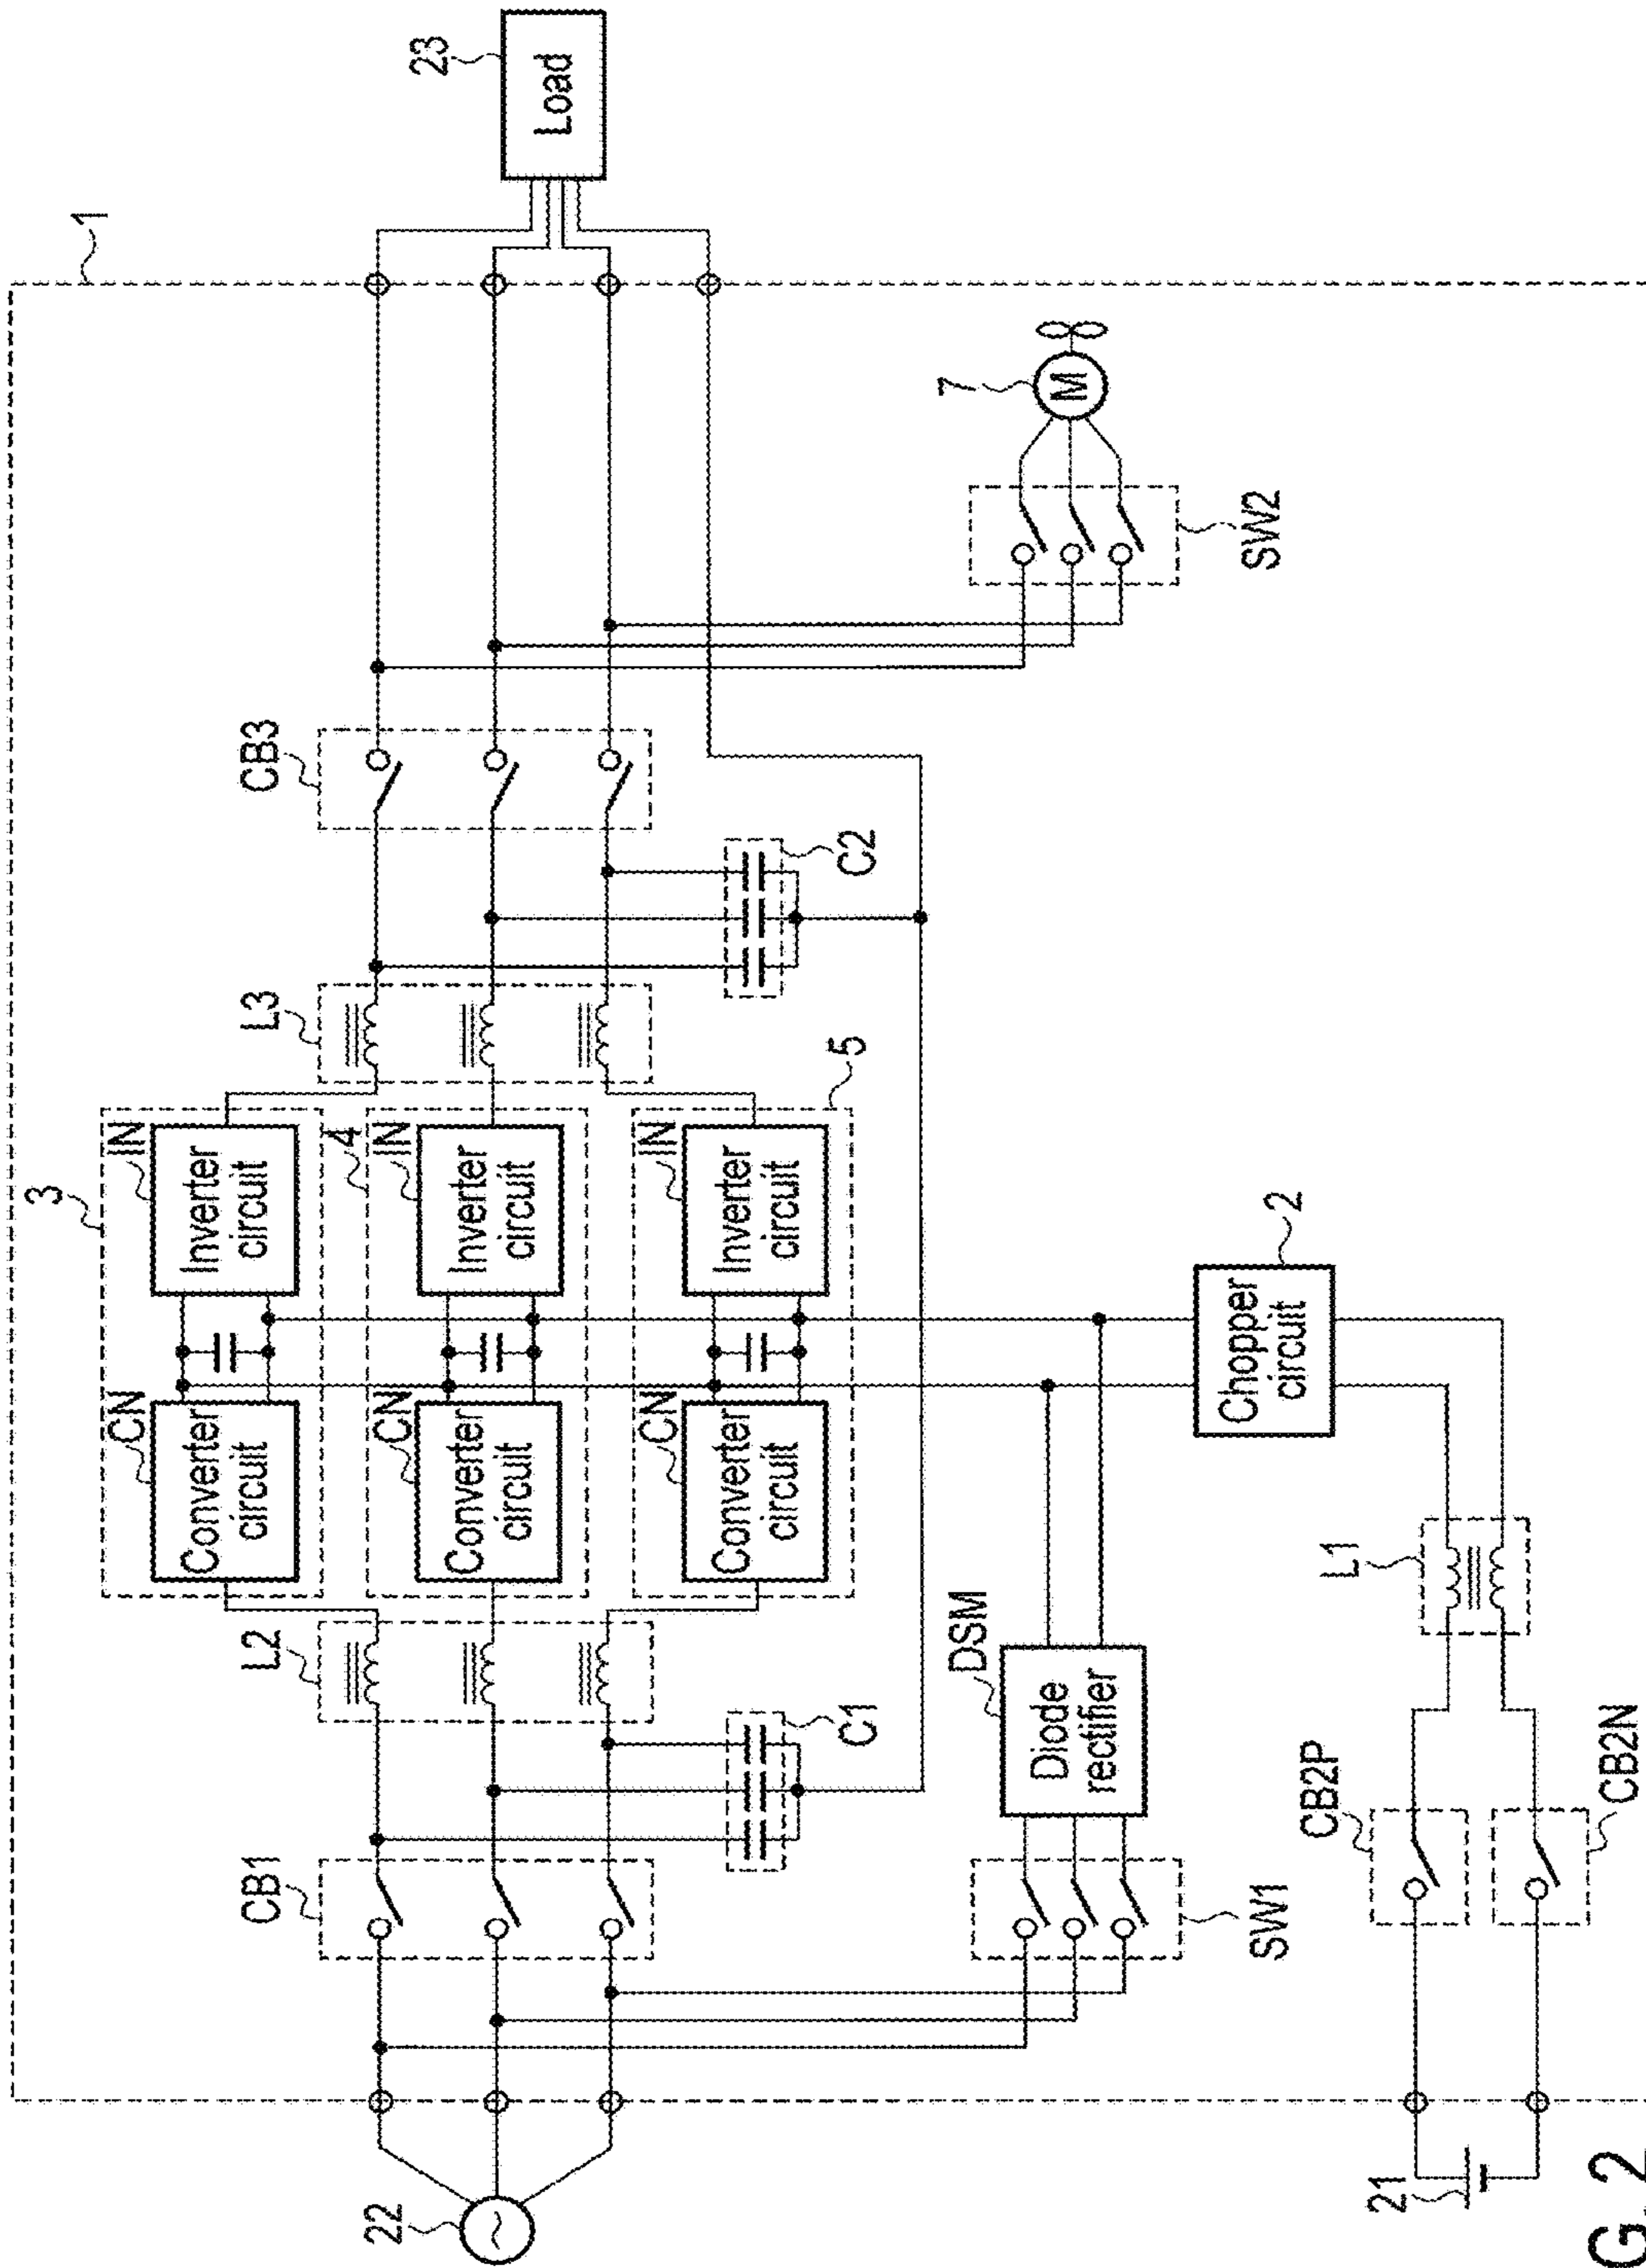 1
23
Load
CB3
L3
3
IN
Inverter
circuit
CN
Converter
circuit
4
IN
Inverter
circuit
CN
Converter
circuit
5
IN
Inverter
circuit
CN
Converter
circuit
L2
CB1
22
C2
C1
7
M
SW2
DSM
Diode
rectifier
SW1
2
Chopper
circuit
L1
CB2P
CB2N
21
G. 2